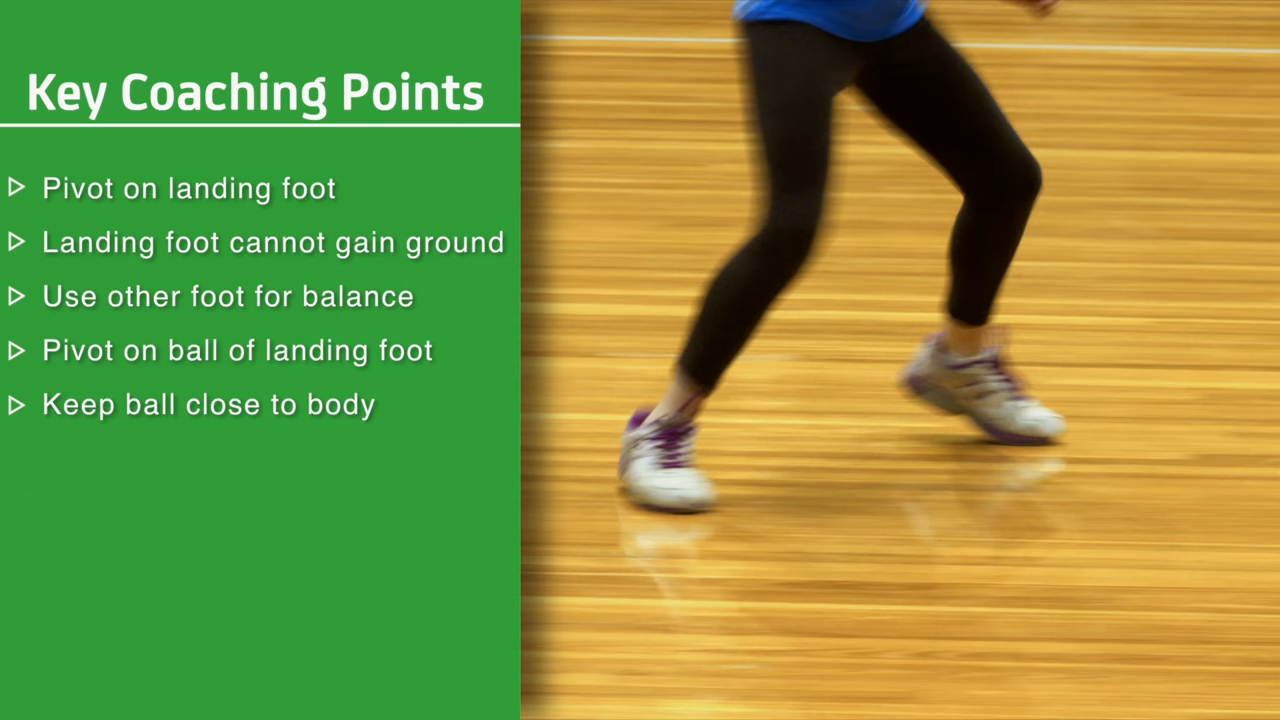 Key Coaching Points
Pivot on landing foot
Landing foot cannot gain ground
Use other foot for balance
Pivot on ball of landing foot
Keep ball close to body